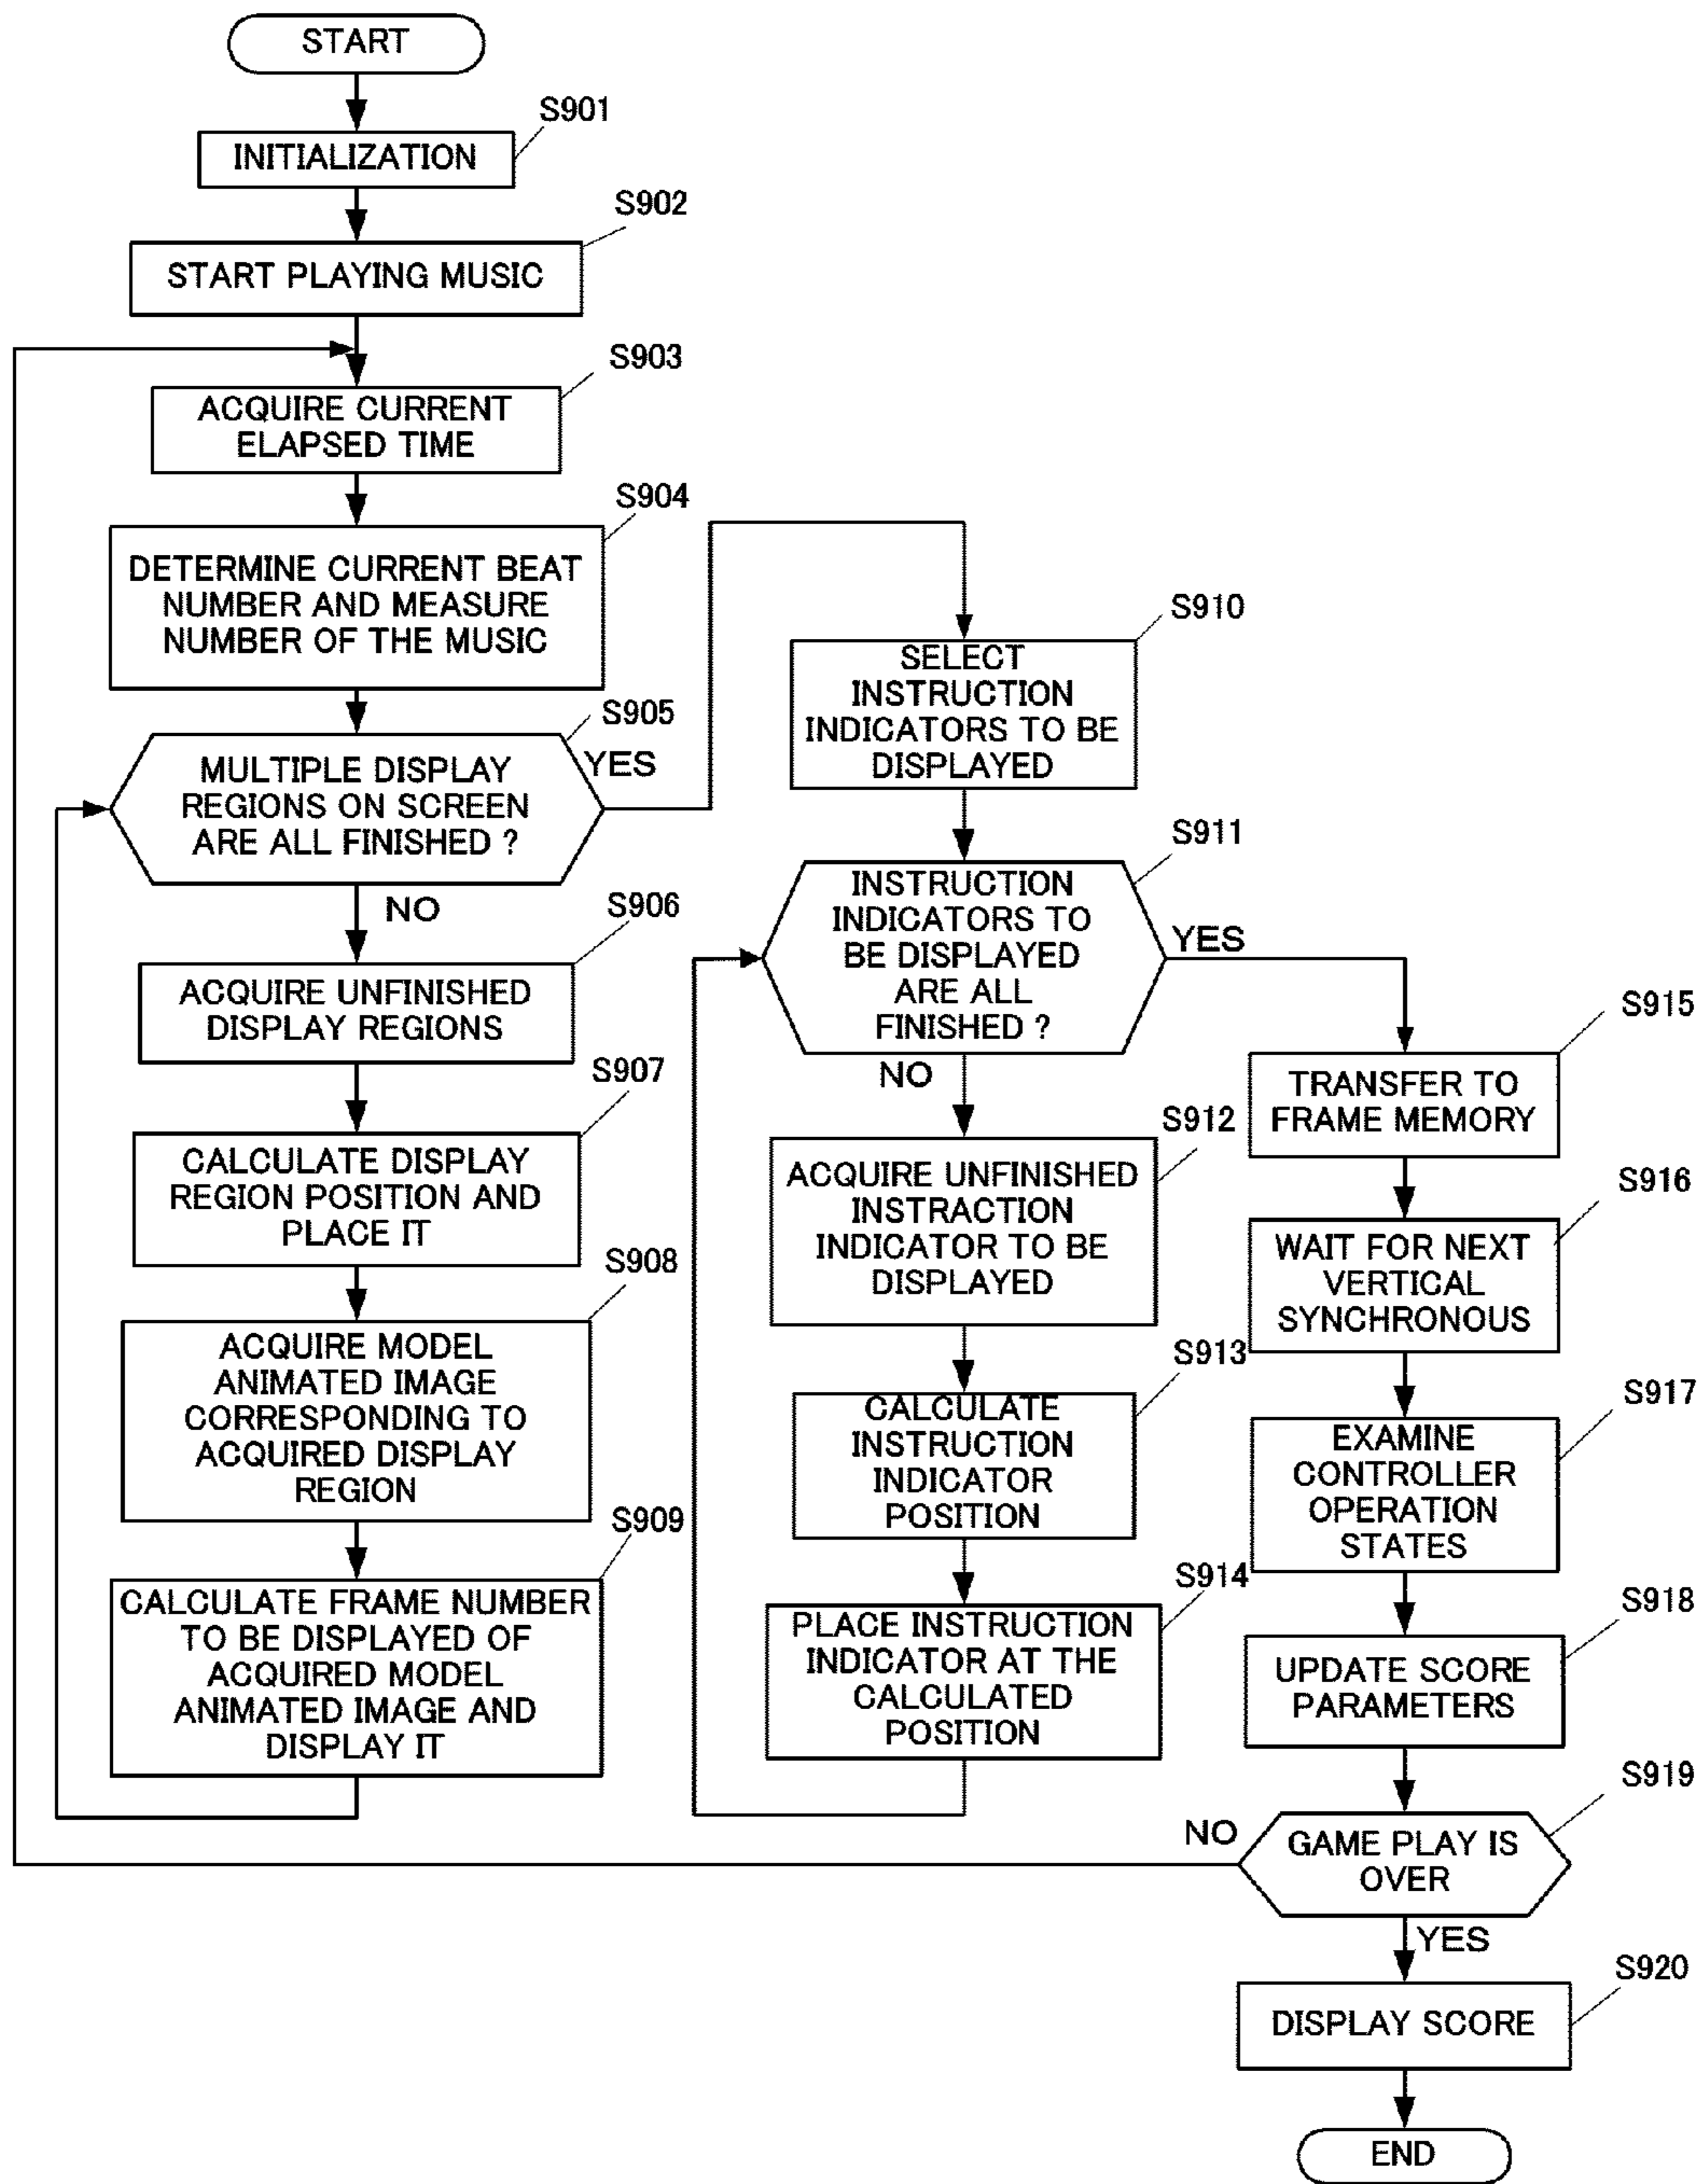 START
S901
INITIALIZATION
S902
START PLAYING MUSIC
S903
ACQUIRE CURRENT
ELAPSED TIME
S904
DETERMINE CURRENT BEAT
NUMBER AND MEASURE
NUMBER OF THE MUSIC
S905
MULTIPLE DISPLAY
REGIONS ON SCREEN
ARE ALL FINISHED ?
YES
NO
S906
ACQUIRE UNFINISHED
DISPLAY REGIONS
S907
CALCULATE DISPLAY
REGION POSITION AND
PLACE IT
S908
ACQUIRE MODEL
ANIMATED IMAGE
CORRESPONDING TO
ACQUIRED DISPLAY
REGION
S909
CALCULATE FRAME NUMBER
TO BE DISPLAYED OF
ACQUIRED MODEL
ANIMATED IMAGE AND
DISPLAY IT
S910
SELECT
INSTRUCTION
INDICATORS TO BE
DISPLAYED
S911
INSTRUCTION
INDICATORS TO
BE DISPLAYED
ARE ALL
FINISHED ?
YES
NO
S912
ACQUIRE UNFINISHED
INSTRACTION
INDICATOR TO BE
DISPLAYED
S913
CALCULATE
INSTRUCTION
INDICATOR
POSITION
S914
PLACE INSTRUCTION
INDICATOR AT THE
CALCULATED
POSITION
S915
TRANSFER TO
FRAME MEMORY
S916
WAIT FOR NEXT
VERTICAL
SYNCHRONOUS
S917
EXAMINE
CONTROLLER
OPERATION
STATES
S918
UPDATE SCORE
PARAMETERS
S919
NO
GAME PLAY IS
OVER
YES
S920
DISPLAY SCORE
END